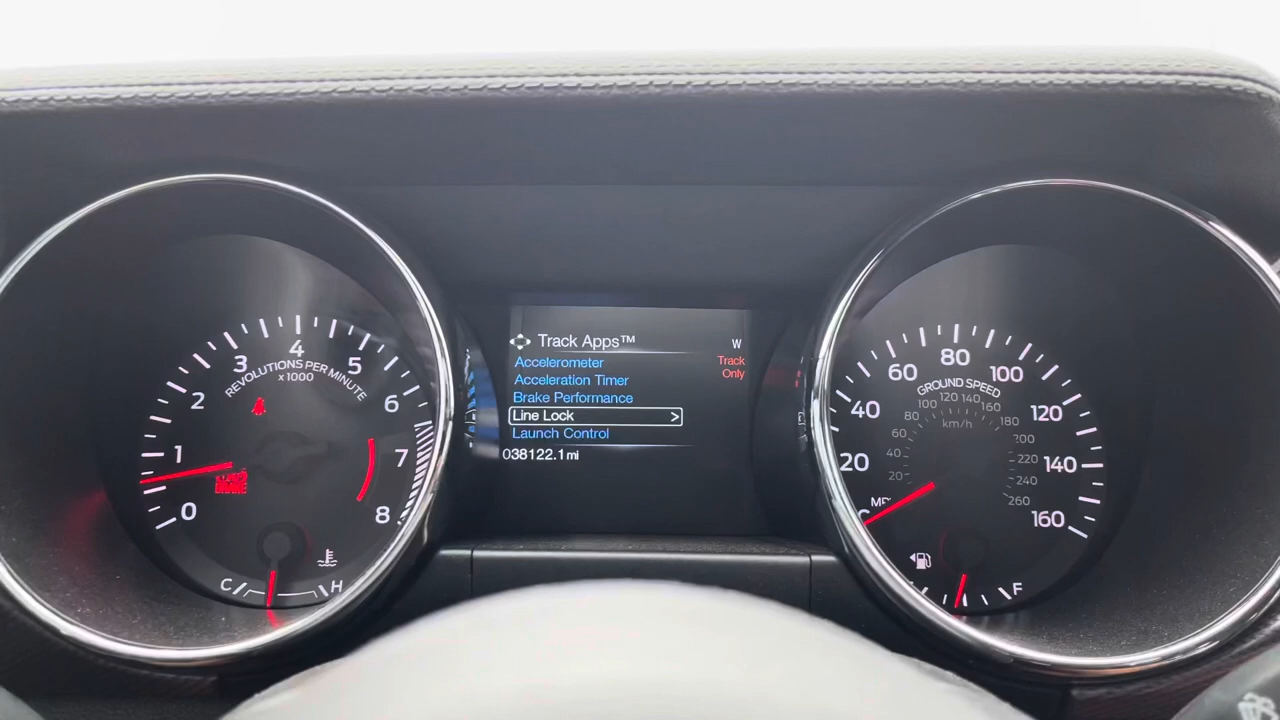 Track Apps™
W
Accelerometer
Track
Only
Acceleration Timer
Brake Performance
Line Lock >
Launch Control
038122.1 mi
0
1
2
3
4
5
6
7
8
REVOLUTIONS PER MINUTE
x1000
C
H
20
40
60
80
100
120
140
160
GROUND SPEED
km/h
20
40
60
80
100
120
140
160
180
200
220
240
260
F